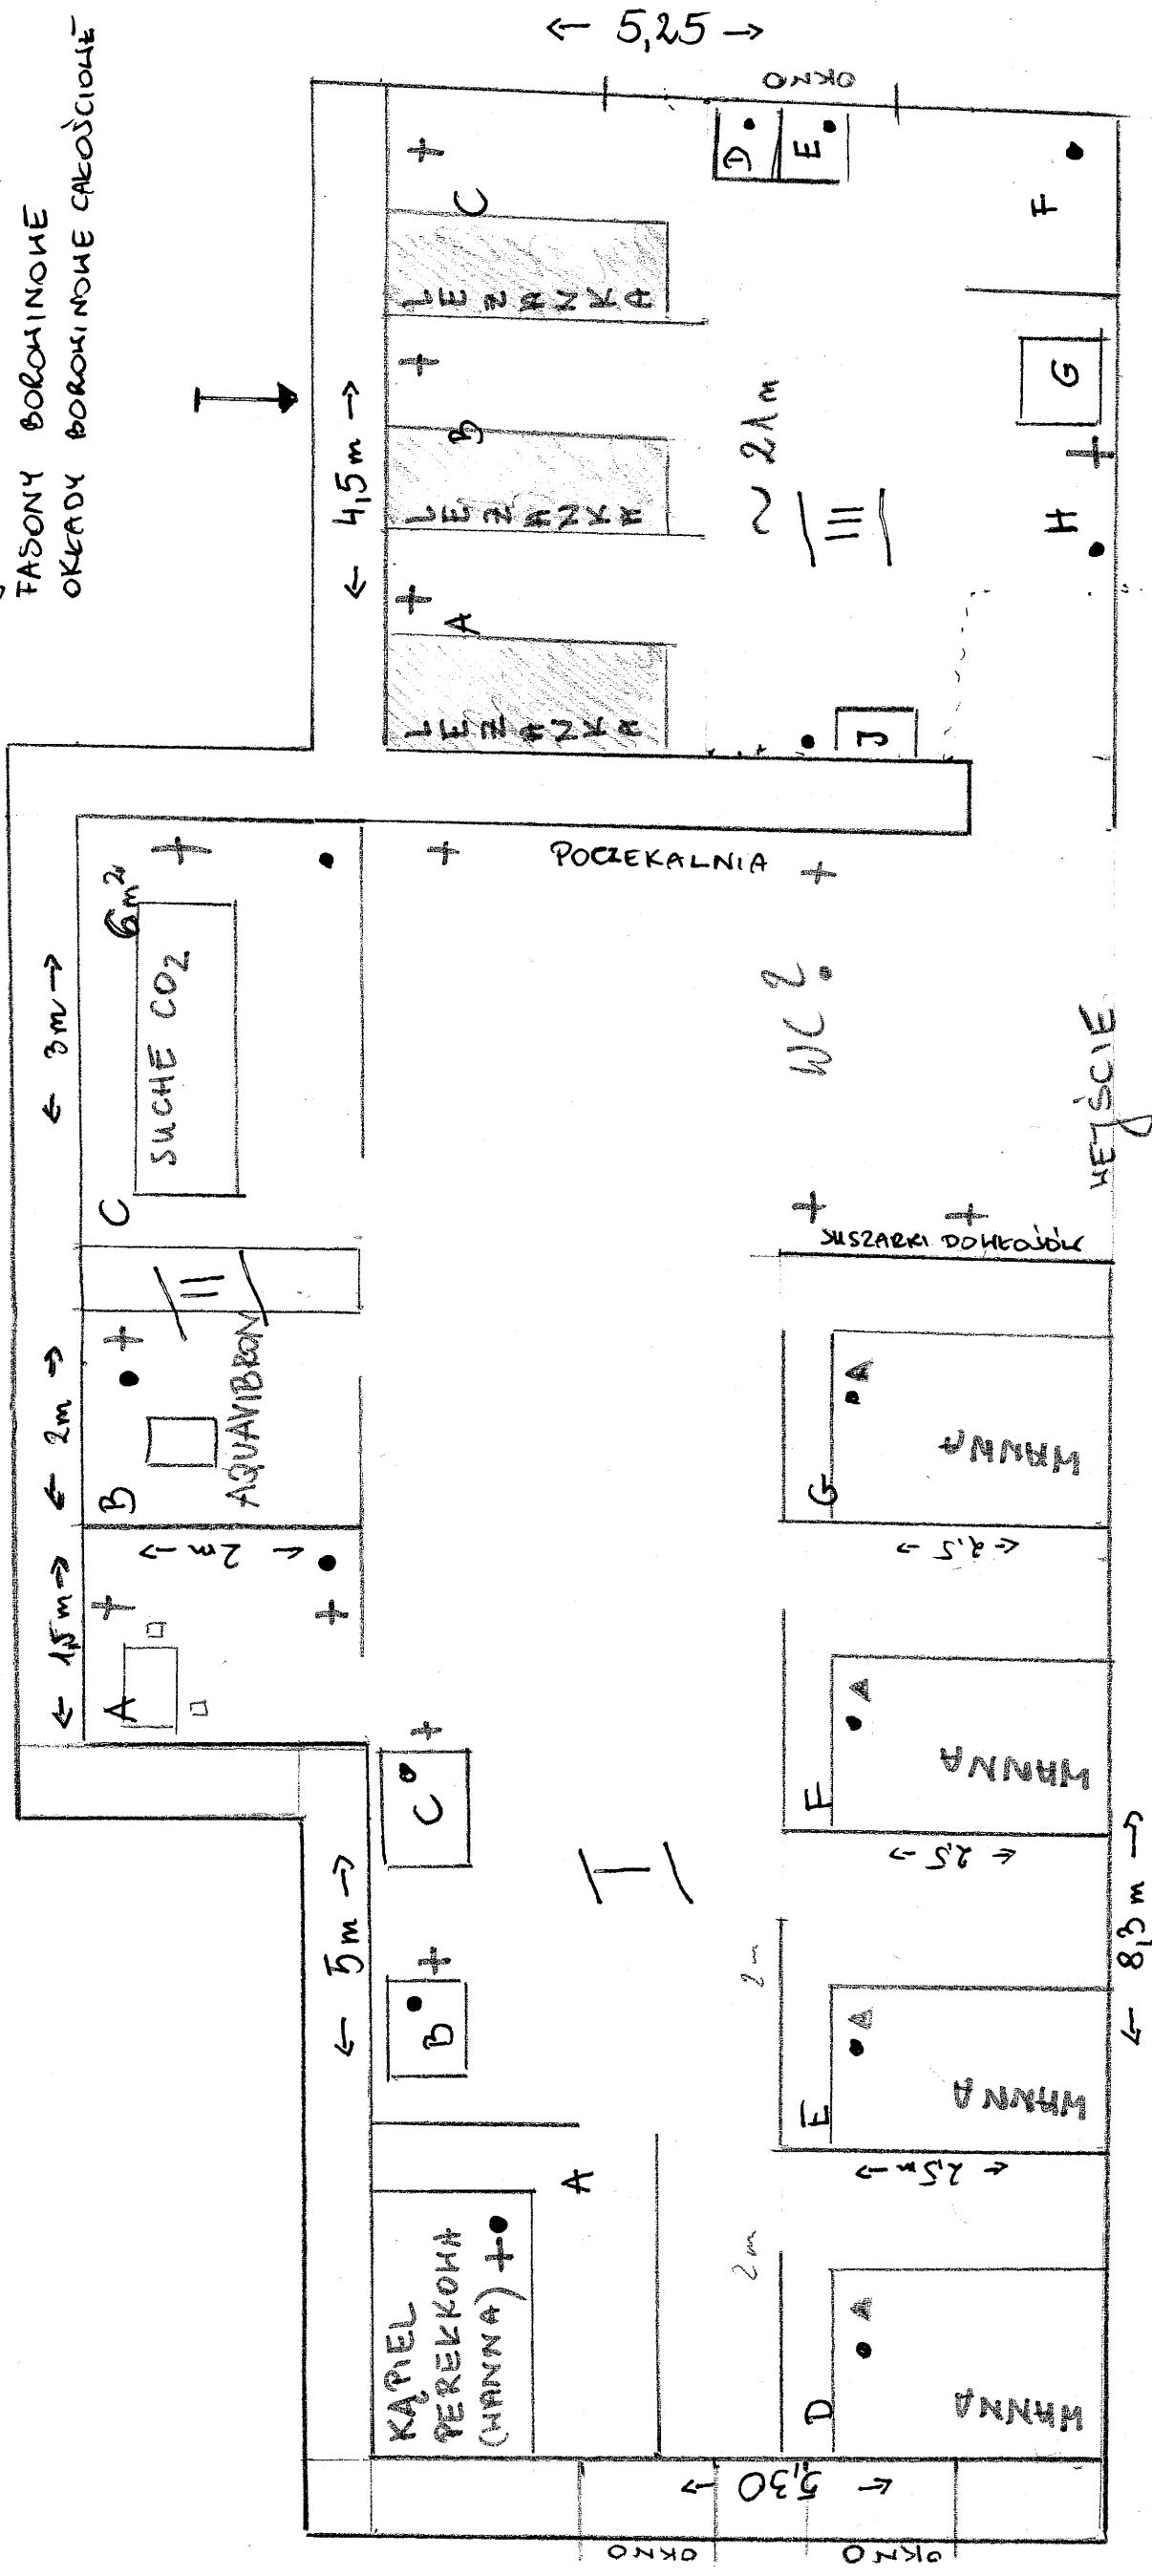 FASONY BOROWINOWE
OKŁADY BOROWINOWE CAŁOŚCIOWE
← 5,25 →
OKNO
← 4,5m →
LEŻANKA
A
+
LEŻANKA
B
+
LEŻANKA
C
+
D
E
F
G
H
+
J
~ 21m
/III/
← 3m →
6m²
SUCHE CO2
C
+
/II/
← 2m →
B
+
AQUAVIBRON
← 1,5m →
A
+
← 2m →
+
POCZEKALNIA
+
+
WC ?
WEJŚCIE
+
+
SUSZARKI DO WŁOSÓW
← 5m →
C
+
B
+
/I/
KĄPIEL
PEREŁKOWA
(WANNA) +
A
2m
2m
D
WANNA
E
WANNA
← 2,5m →
F
WANNA
← 2,5 →
G
WANNA
← 2,5 →
← 8,3m →
← 5,30 →
OKNO
OKNO